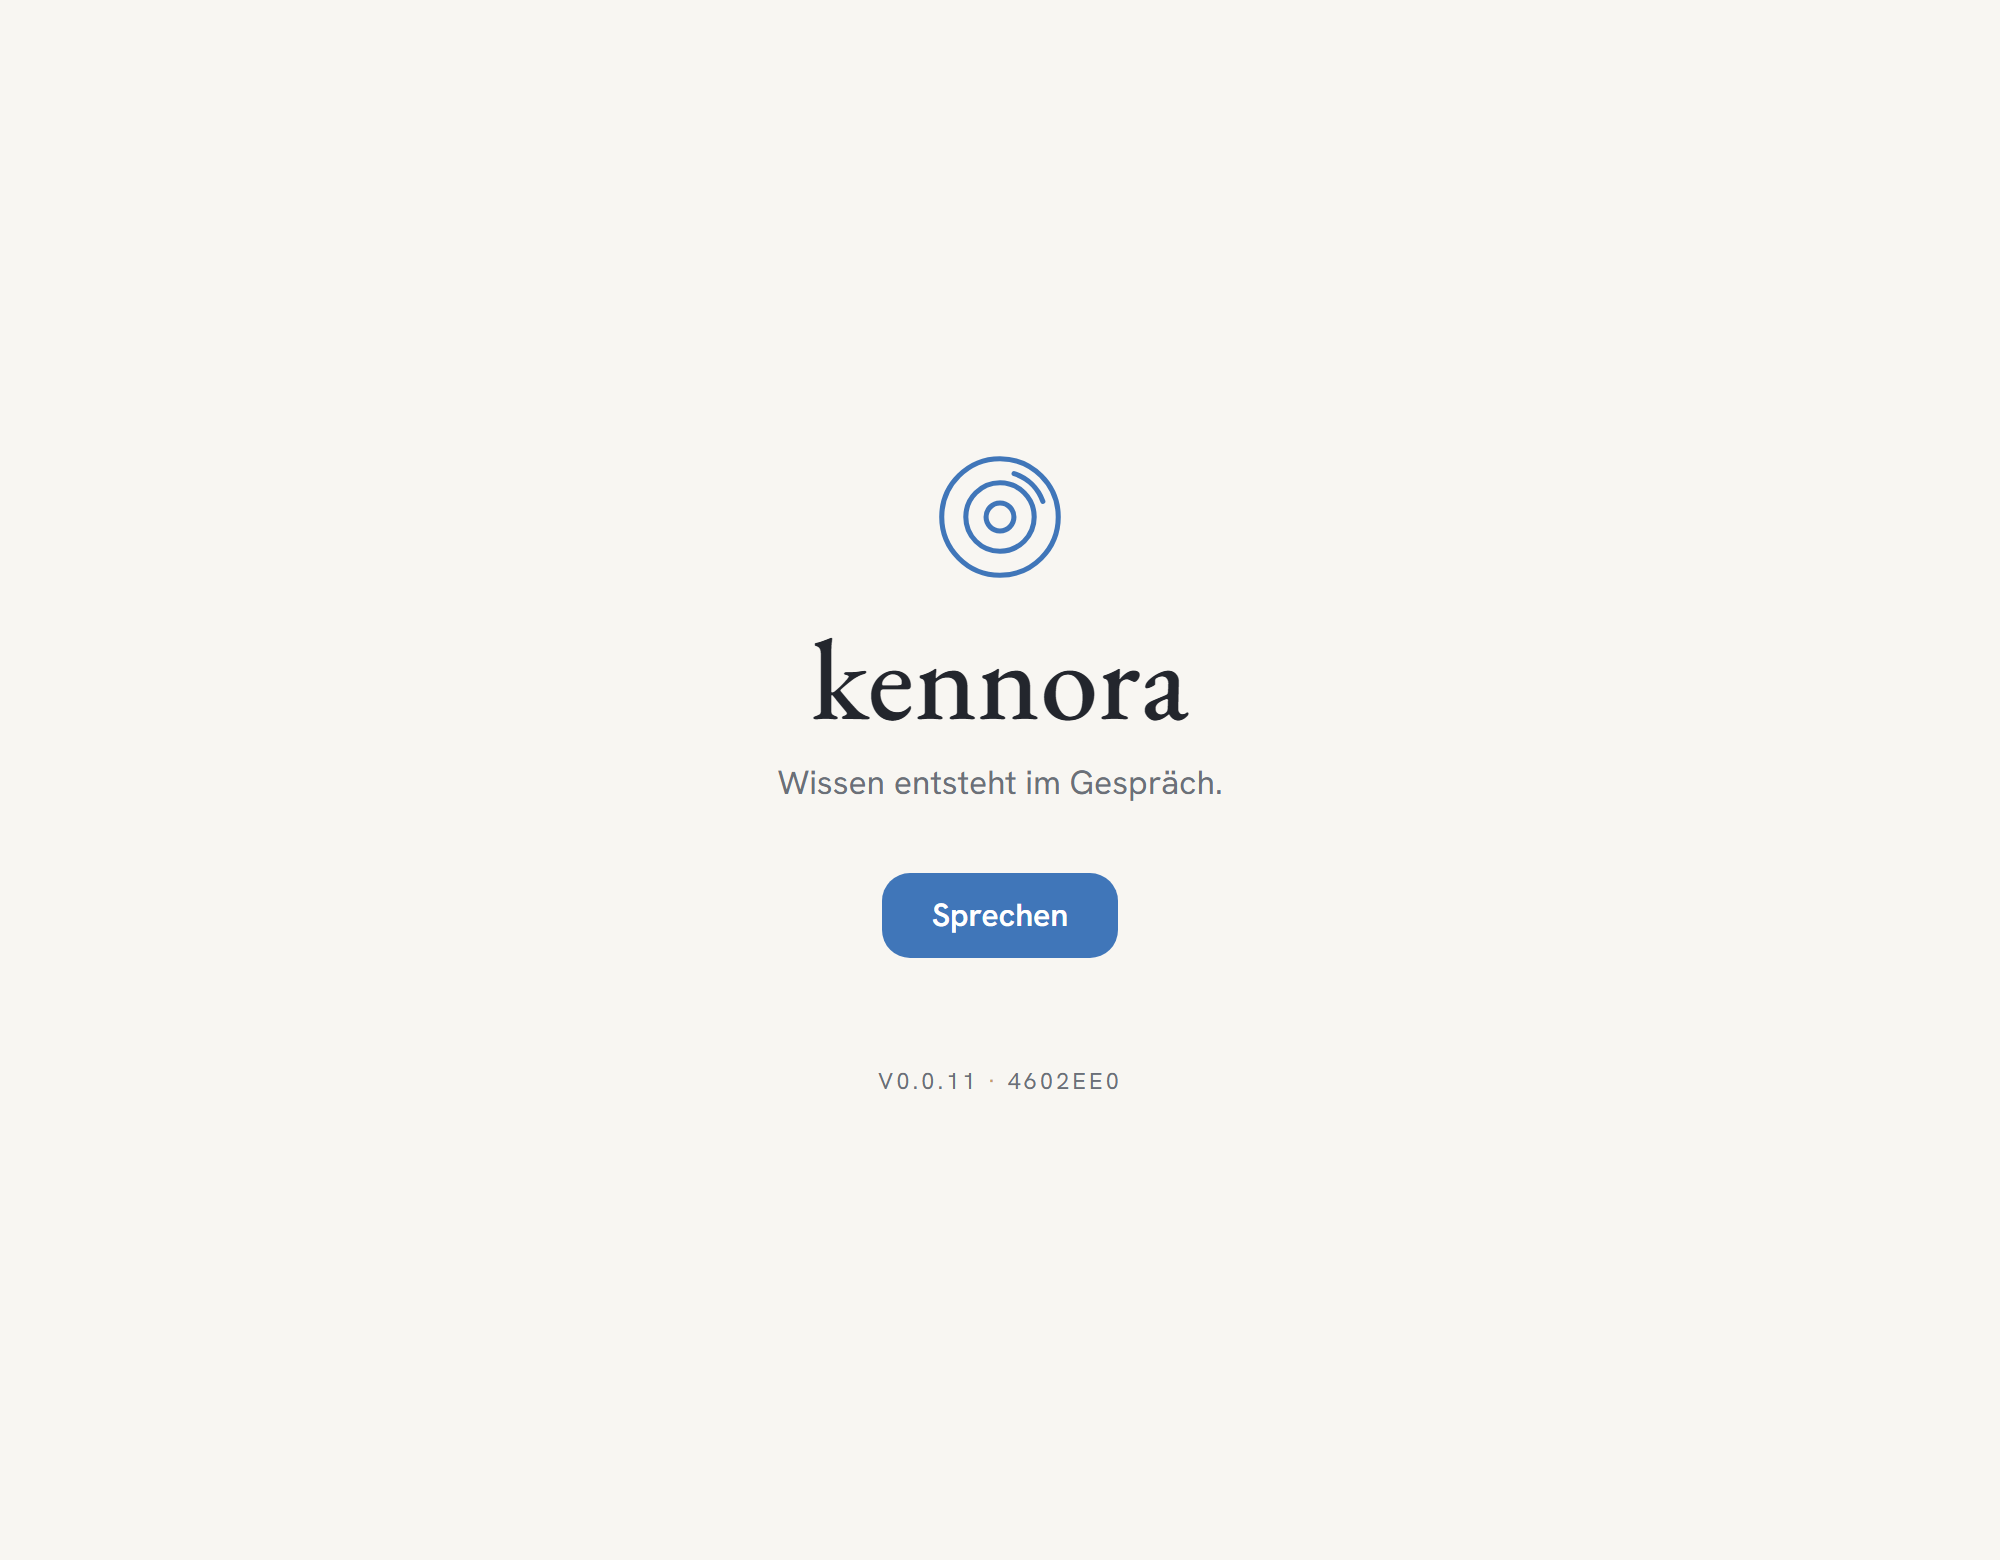 kennora
Wissen entsteht im Gespräch.
Sprechen
V0.0.11 · 4602EE0